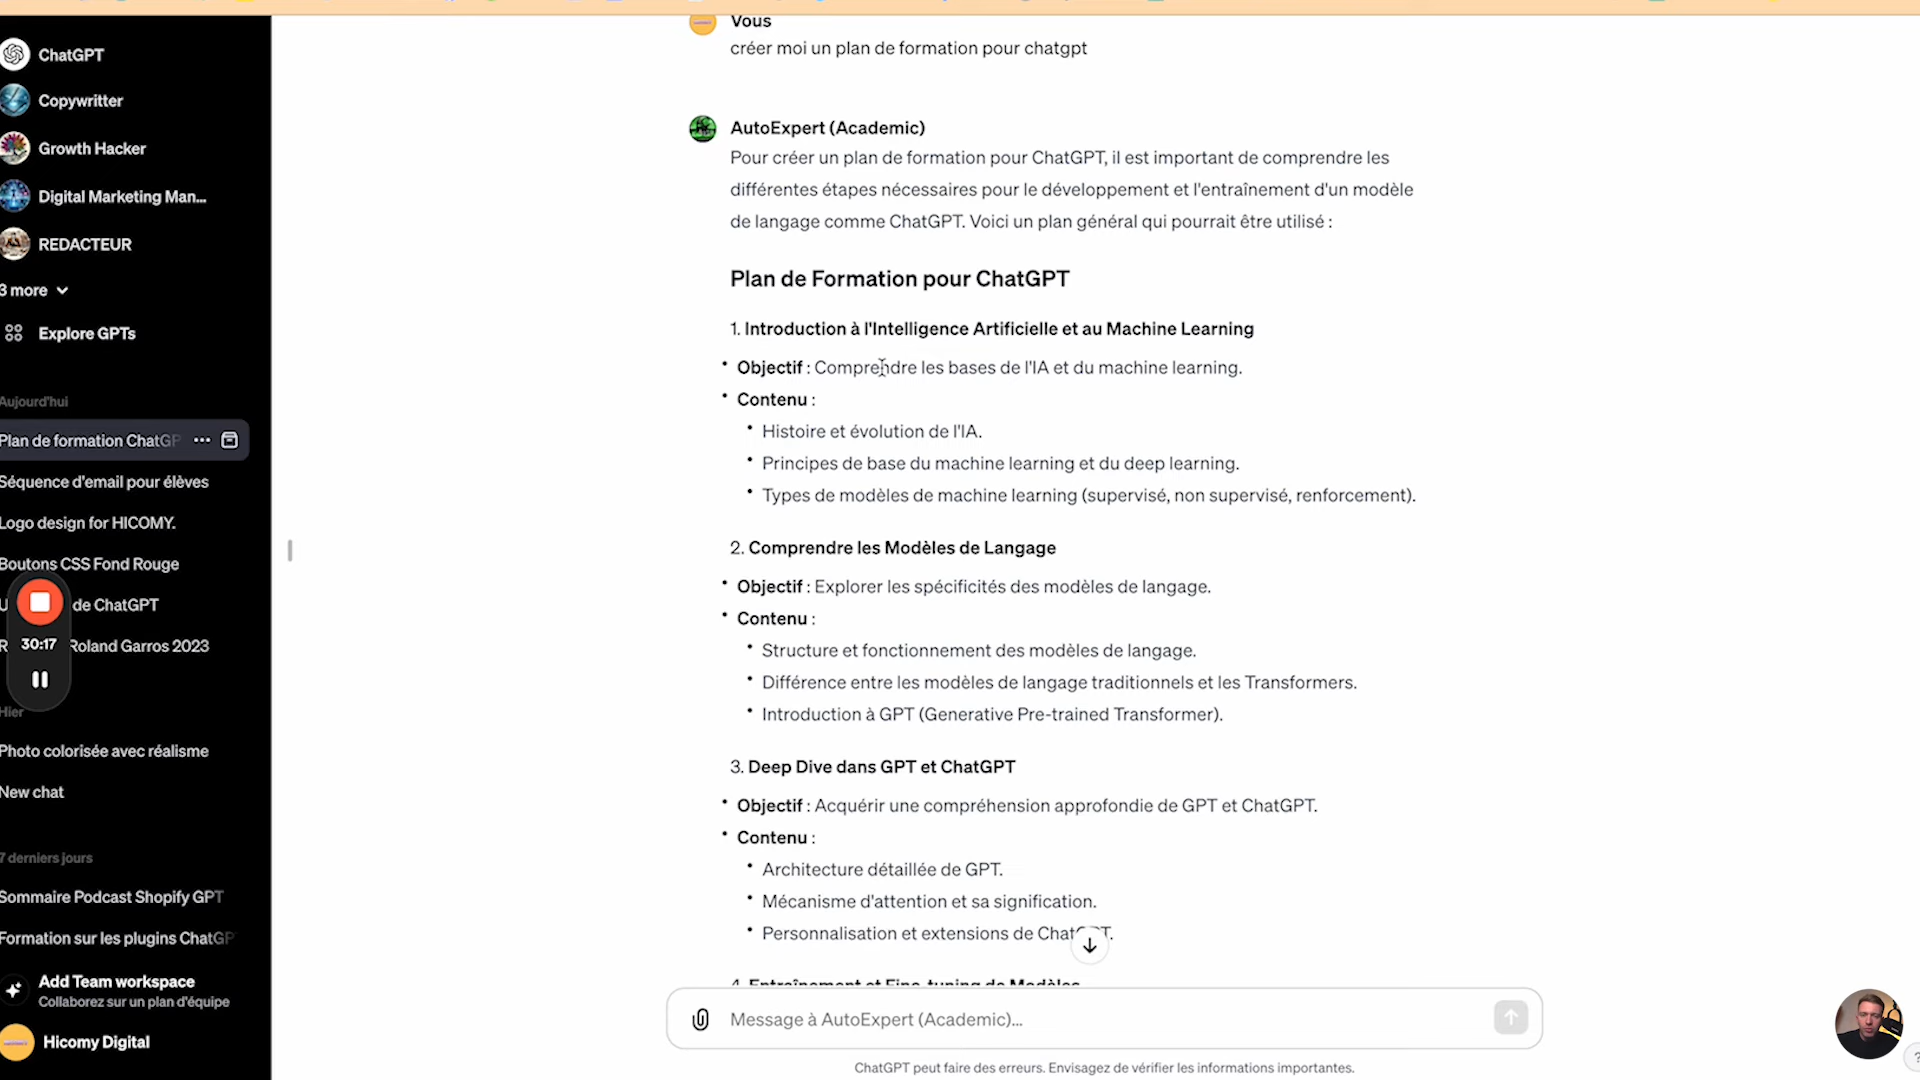 ChatGPT
Copywritter
Growth Hacker
Digital Marketing Man...
REDACTEUR
3 more
Explore GPTs
Aujourd'hui
Plan de formation ChatGP
Séquence d'email pour élèves
Logo design for HICOMY.
Boutons CSS Fond Rouge
de ChatGPT
Roland Garros 2023
30:17
Hier
Photo colorisée avec réalisme
New chat
7 derniers jours
Sommaire Podcast Shopify GPT
Formation sur les plugins ChatGP
Add Team workspace
Collaborez sur un plan d'équipe
Hicomy Digital
Vous
créer moi un plan de formation pour chatgpt
AutoExpert (Academic)
Pour créer un plan de formation pour ChatGPT, il est important de comprendre les
différentes étapes nécessaires pour le développement et l'entraînement d'un modèle
de langage comme ChatGPT. Voici un plan général qui pourrait être utilisé :
Plan de Formation pour ChatGPT
1. Introduction à l'Intelligence Artificielle et au Machine Learning
• Objectif : Comprendre les bases de l'IA et du machine learning.
• Contenu :
• Histoire et évolution de l'IA.
• Principes de base du machine learning et du deep learning.
• Types de modèles de machine learning (supervisé, non supervisé, renforcement).
2. Comprendre les Modèles de Langage
• Objectif : Explorer les spécificités des modèles de langage.
• Contenu :
• Structure et fonctionnement des modèles de langage.
• Différence entre les modèles de langage traditionnels et les Transformers.
• Introduction à GPT (Generative Pre-trained Transformer).
3. Deep Dive dans GPT et ChatGPT
• Objectif : Acquérir une compréhension approfondie de GPT et ChatGPT.
• Contenu :
• Architecture détaillée de GPT.
• Mécanisme d'attention et sa signification.
• Personnalisation et extensions de ChatGPT.
4. Entraînement et Fine-tuning de Modèles
Message à AutoExpert (Academic)...
ChatGPT peut faire des erreurs. Envisagez de vérifier les informations importantes.
?